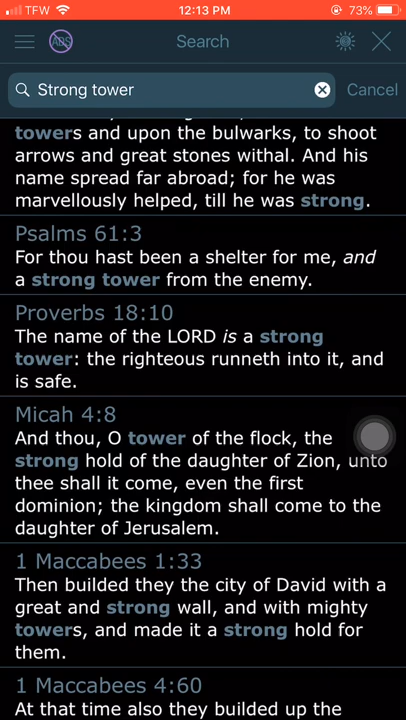 TFW 12:13 PM 73%
ABS Search
Strong tower Cancel
towers and upon the bulwarks, to shoot
arrows and great stones withal. And his
name spread far abroad; for he was
marvellously helped, till he was strong.
Psalms 61:3
For thou hast been a shelter for me, and
a strong tower from the enemy.
Proverbs 18:10
The name of the LORD is a strong
tower: the righteous runneth into it, and
is safe.
Micah 4:8
And thou, O tower of the flock, the
strong hold of the daughter of Zion, unto
thee shall it come, even the first
dominion; the kingdom shall come to the
daughter of Jerusalem.
1 Maccabees 1:33
Then builded they the city of David with a
great and strong wall, and with mighty
towers, and made it a strong hold for
them.
1 Maccabees 4:60
At that time also they builded up the